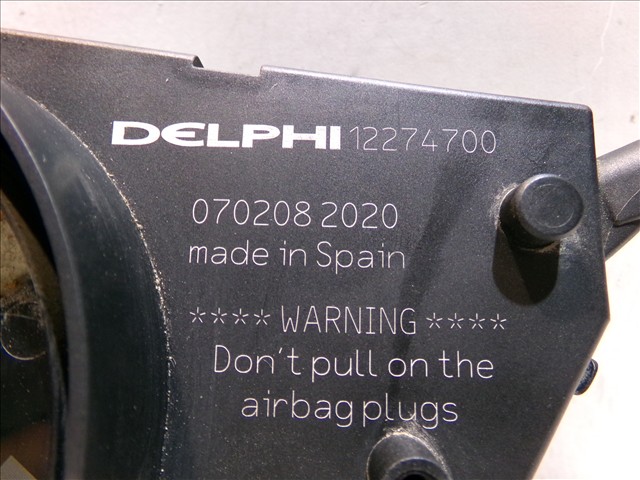 DELPHI 12274700
070208 2020
made in Spain
**** WARNING ****
Don't pull on the
airbag plugs